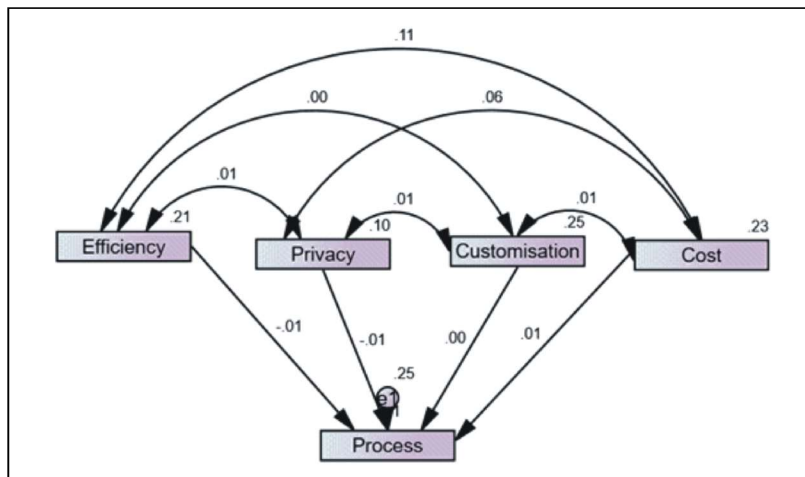 .11
.00
.06
.01
.01
.01
.21
.10
.25
.23
Efficiency
Privacy
Customisation
Cost
-.01
-.01
.00
.01
.25
e1
1
Process